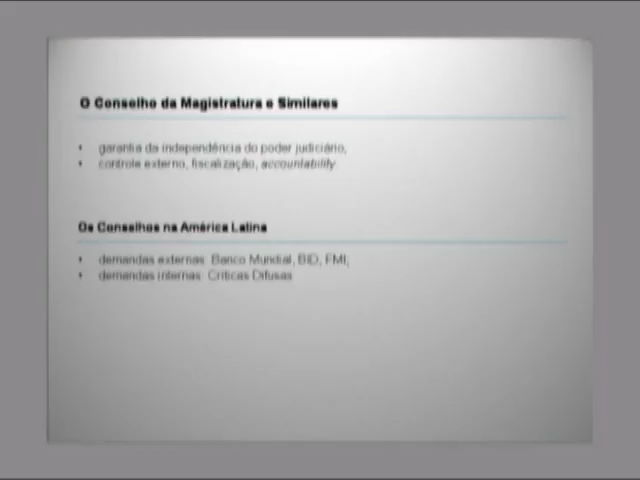 O Conselho da Magistratura e Similares
• garantia da independência do poder judiciário,
• controle externo, fiscalização, accountability
Os Conselhos na América Latina
• demandas externas: Banco Mundial, BID, FMI,
• demandas internas: Críticas Difusas